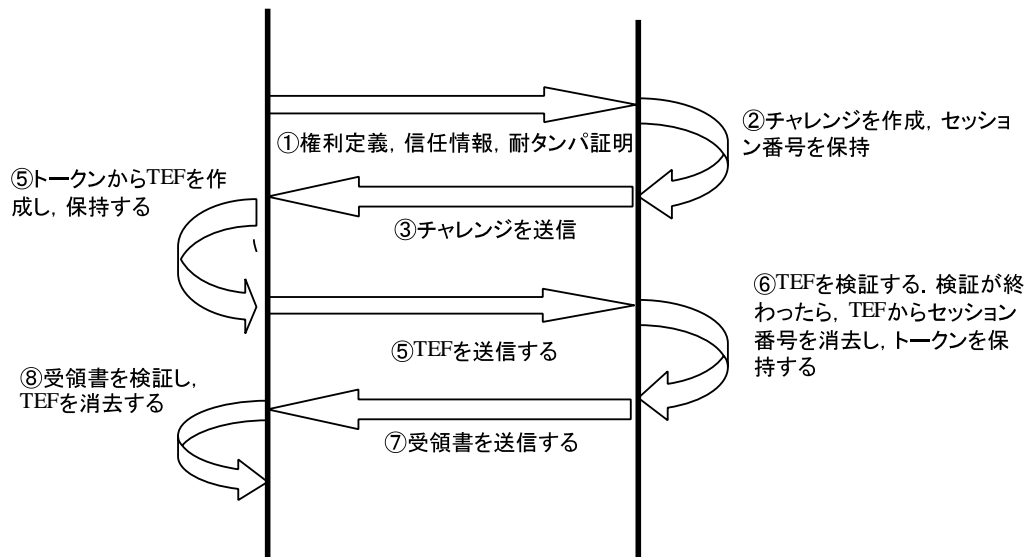 ①権利定義, 信任情報, 耐タンパ証明
②チャレンジを作成, セッショ
ン番号を保持
③チャレンジを送信
⑤トークンからTEFを作
成し, 保持する
⑤TEFを送信する
⑥TEFを検証する. 検証が終
わったら, TEFからセッション
番号を消去し, トークンを保
持する
⑦受領書を送信する
⑧受領書を検証し,
TEFを消去する